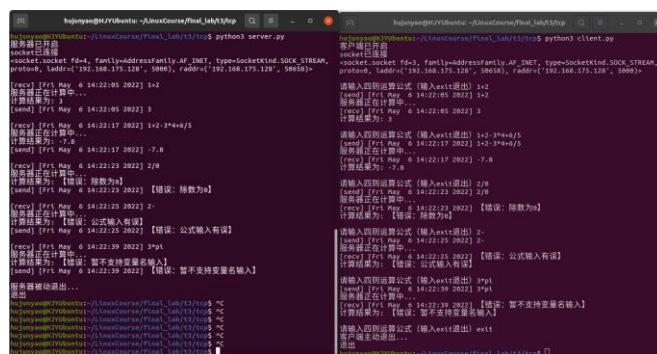 hujunyao@HJYUbuntu: ~/LinuxCourse/final_lab/t3/tcp
hujunyao@HJYUbuntu:~/LinuxCourse/final_lab/t3/tcp$ python3 server.py
服务器已开启
socket已连接
<socket.socket fd=4, family=AddressFamily.AF_INET, type=SocketKind.SOCK_STREAM,
proto=0, laddr=('192.168.175.128', 5000), raddr=('192.168.175.128', 50658)>
[recv] [Fri May 6 14:22:05 2022] 1+2
服务器正在计算中...
计算结果为: 3
[send] [Fri May 6 14:22:05 2022] 3
[recv] [Fri May 6 14:22:17 2022] 1+2-3*4+6/5
服务器正在计算中...
计算结果为: -7.8
[send] [Fri May 6 14:22:17 2022] -7.8
[recv] [Fri May 6 14:22:23 2022] 2/0
服务器正在计算中...
计算结果为: 【错误: 除数为0】
[send] [Fri May 6 14:22:23 2022] 【错误: 除数为0】
[recv] [Fri May 6 14:22:25 2022] 2-
服务器正在计算中...
计算结果为: 【错误: 公式输入有误】
[send] [Fri May 6 14:22:25 2022] 【错误: 公式输入有误】
[recv] [Fri May 6 14:22:39 2022] 3*pi
服务器正在计算中...
计算结果为: 【错误: 暂不支持变量名输入】
[send] [Fri May 6 14:22:39 2022] 【错误: 暂不支持变量名输入】
服务器被动退出...
退出
hujunyao@HJYUbuntu:~/LinuxCourse/final_lab/t3/tcp$ ^C
hujunyao@HJYUbuntu:~/LinuxCourse/final_lab/t3/tcp$ ^C
hujunyao@HJYUbuntu:~/LinuxCourse/final_lab/t3/tcp$ ^C
hujunyao@HJYUbuntu:~/LinuxCourse/final_lab/t3/tcp$ ^C
hujunyao@HJYUbuntu:~/LinuxCourse/final_lab/t3/tcp$ ^C
hujunyao@HJYUbuntu:~/LinuxCourse/final_lab/t3/tcp$
hujunyao@HJYUbuntu: ~/LinuxCourse/final_lab/t3/tcp
hujunyao@HJYUbuntu:~/LinuxCourse/final_lab/t3/tcp$ python3 client.py
客户端已开启
socket已连接
<socket.socket fd=3, family=AddressFamily.AF_INET, type=SocketKind.SOCK_STREAM,
proto=0, laddr=('192.168.175.128', 50658), raddr=('192.168.175.128', 5000)>
请输入四则运算公式（输入exit退出）1+2
[send] [Fri May 6 14:22:05 2022] 1+2
服务器正在计算中...
[recv] [Fri May 6 14:22:05 2022] 3
计算结果为: 3
请输入四则运算公式（输入exit退出）1+2-3*4+6/5
[send] [Fri May 6 14:22:17 2022] 1+2-3*4+6/5
服务器正在计算中...
[recv] [Fri May 6 14:22:17 2022] -7.8
计算结果为: -7.8
请输入四则运算公式（输入exit退出）2/0
[send] [Fri May 6 14:22:23 2022] 2/0
服务器正在计算中...
[recv] [Fri May 6 14:22:23 2022] 【错误: 除数为0】
计算结果为: 【错误: 除数为0】
请输入四则运算公式（输入exit退出）2-
[send] [Fri May 6 14:22:25 2022] 2-
服务器正在计算中...
[recv] [Fri May 6 14:22:25 2022] 【错误: 公式输入有误】
计算结果为: 【错误: 公式输入有误】
请输入四则运算公式（输入exit退出）3*pi
[send] [Fri May 6 14:22:39 2022] 3*pi
服务器正在计算中...
[recv] [Fri May 6 14:22:39 2022] 【错误: 暂不支持变量名输入】
计算结果为: 【错误: 暂不支持变量名输入】
请输入四则运算公式（输入exit退出）exit
客户端主动退出...
退出
hujunyao@HJYUbuntu:~/LinuxCourse/final_lab/t3/tcp$